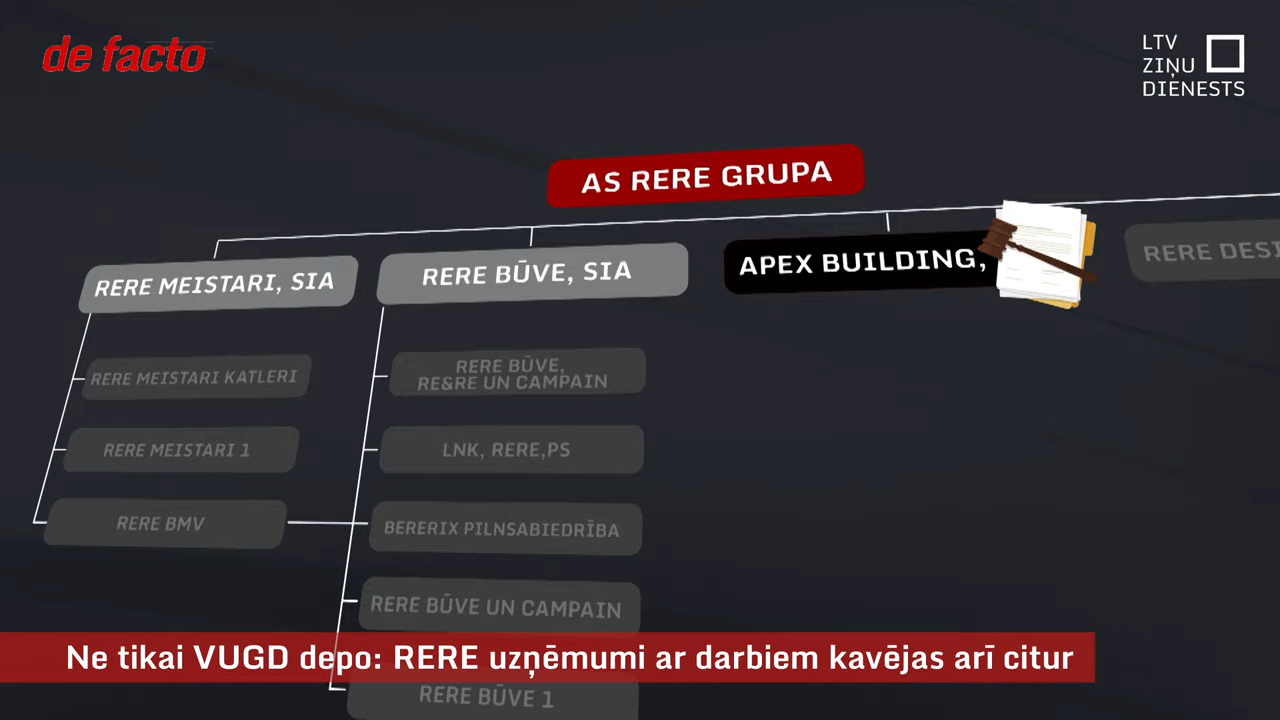 de facto
LTV
ZIŅU
DIENESTS
AS RERE GRUPA
RERE MEISTARI, SIA
RERE BŪVE, SIA
APEX BUILDING,
RERE DESI
RERE MEISTARI KATLERI
RERE BŪVE,
RE&RE UN CAMPAIN
RERE MEISTARI 1
LNK, RERE,PS
RERE BMV
BERERIX PILNSABIEDRĪBA
RERE BŪVE UN CAMPAIN
Ne tikai VUGD depo: RERE uzņēmumi ar darbiem kavējas arī citur
RERE BŪVE 1